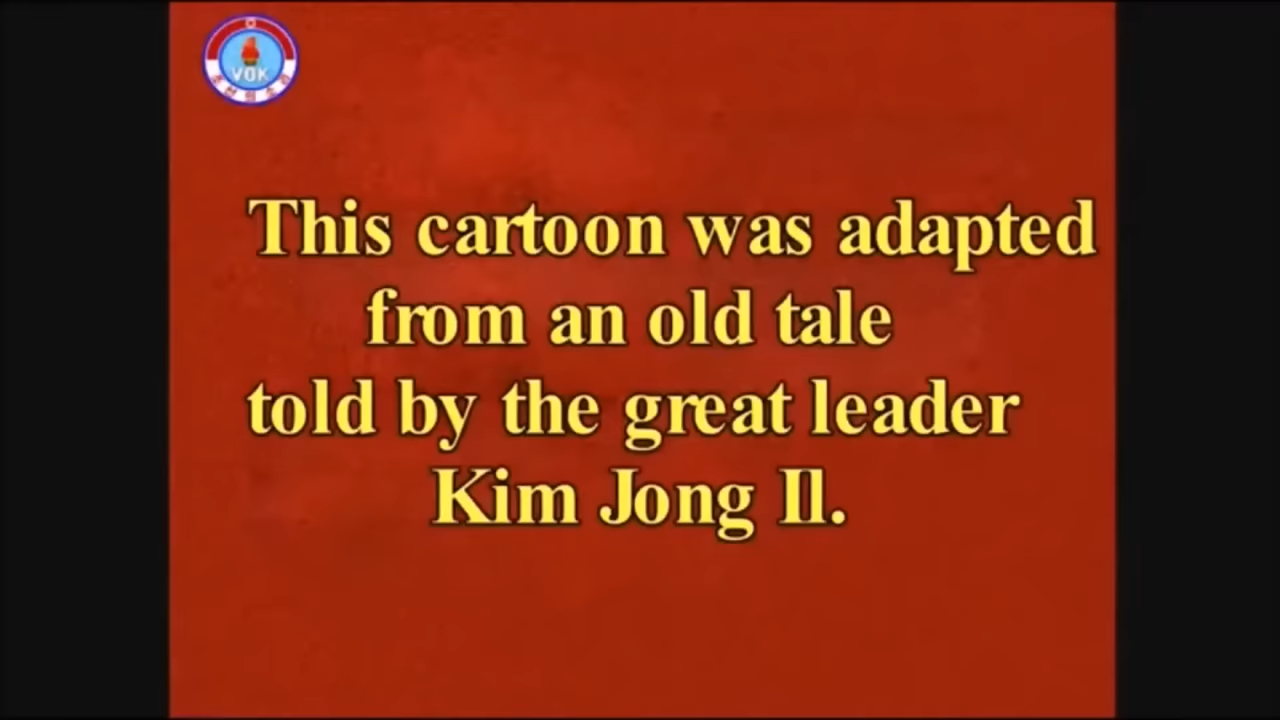 VOK
This cartoon was adapted
from an old tale
told by the great leader
Kim Jong Il.